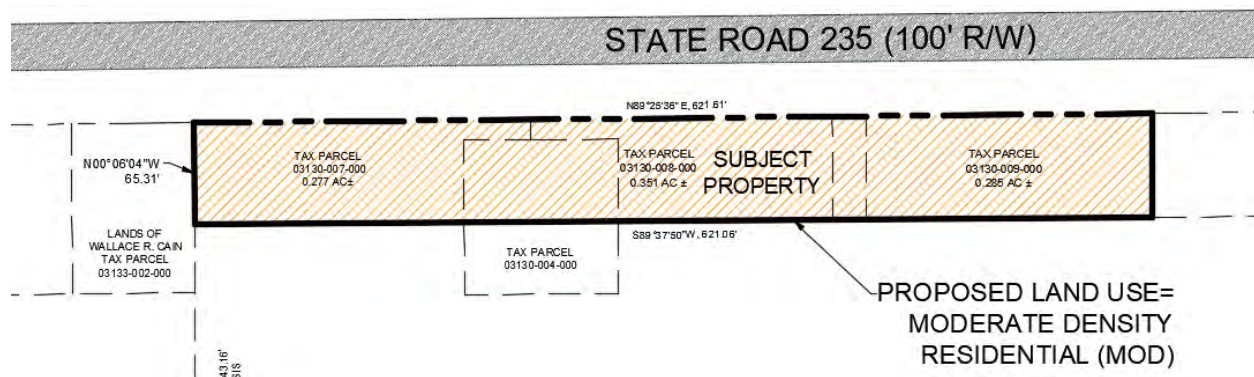 STATE ROAD 235 (100' R/W)
N89°25'36" E, 621.61'
N00°06'04"W
65.31'
TAX PARCEL
03130-007-000
0.277 AC±
TAX PARCEL
03130-008-000
0.351 AC ±
SUBJECT
PROPERTY
TAX PARCEL
03130-009-000
0.285 AC ±
LANDS OF
WALLACE R. CAIN
TAX PARCEL
03133-002-000
S89°37'50"W, 621.06'
TAX PARCEL
03130-004-000
PROPOSED LAND USE=
MODERATE DENSITY
RESIDENTIAL (MOD)
43.16'
SIS